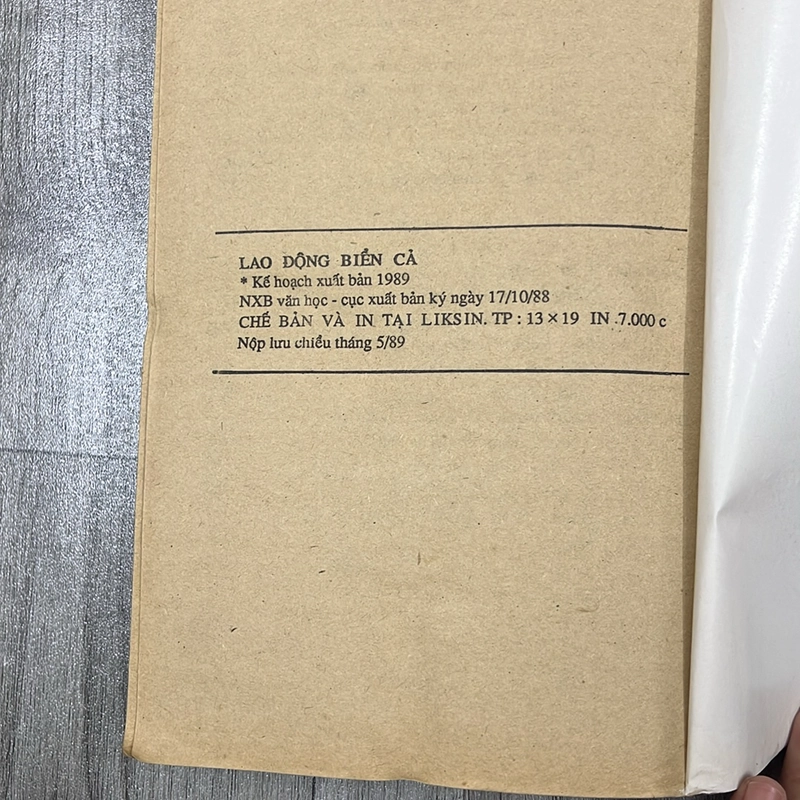 LAO ĐỘNG BIỂN CẢ
* Kế hoạch xuất bản 1989
NXB văn học - cục xuất bản ký ngày 17/10/88
CHẾ BẢN VÀ IN TẠI LIKSIN. TP : 13 × 19 IN .7.000 c
Nộp lưu chiểu tháng 5/89